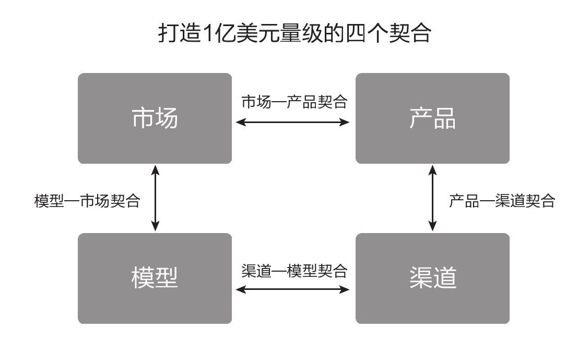 打造1亿美元量级的四个契合
市场
市场—产品契合
产品
模型—市场契合
产品—渠道契合
模型
渠道—模型契合
渠道